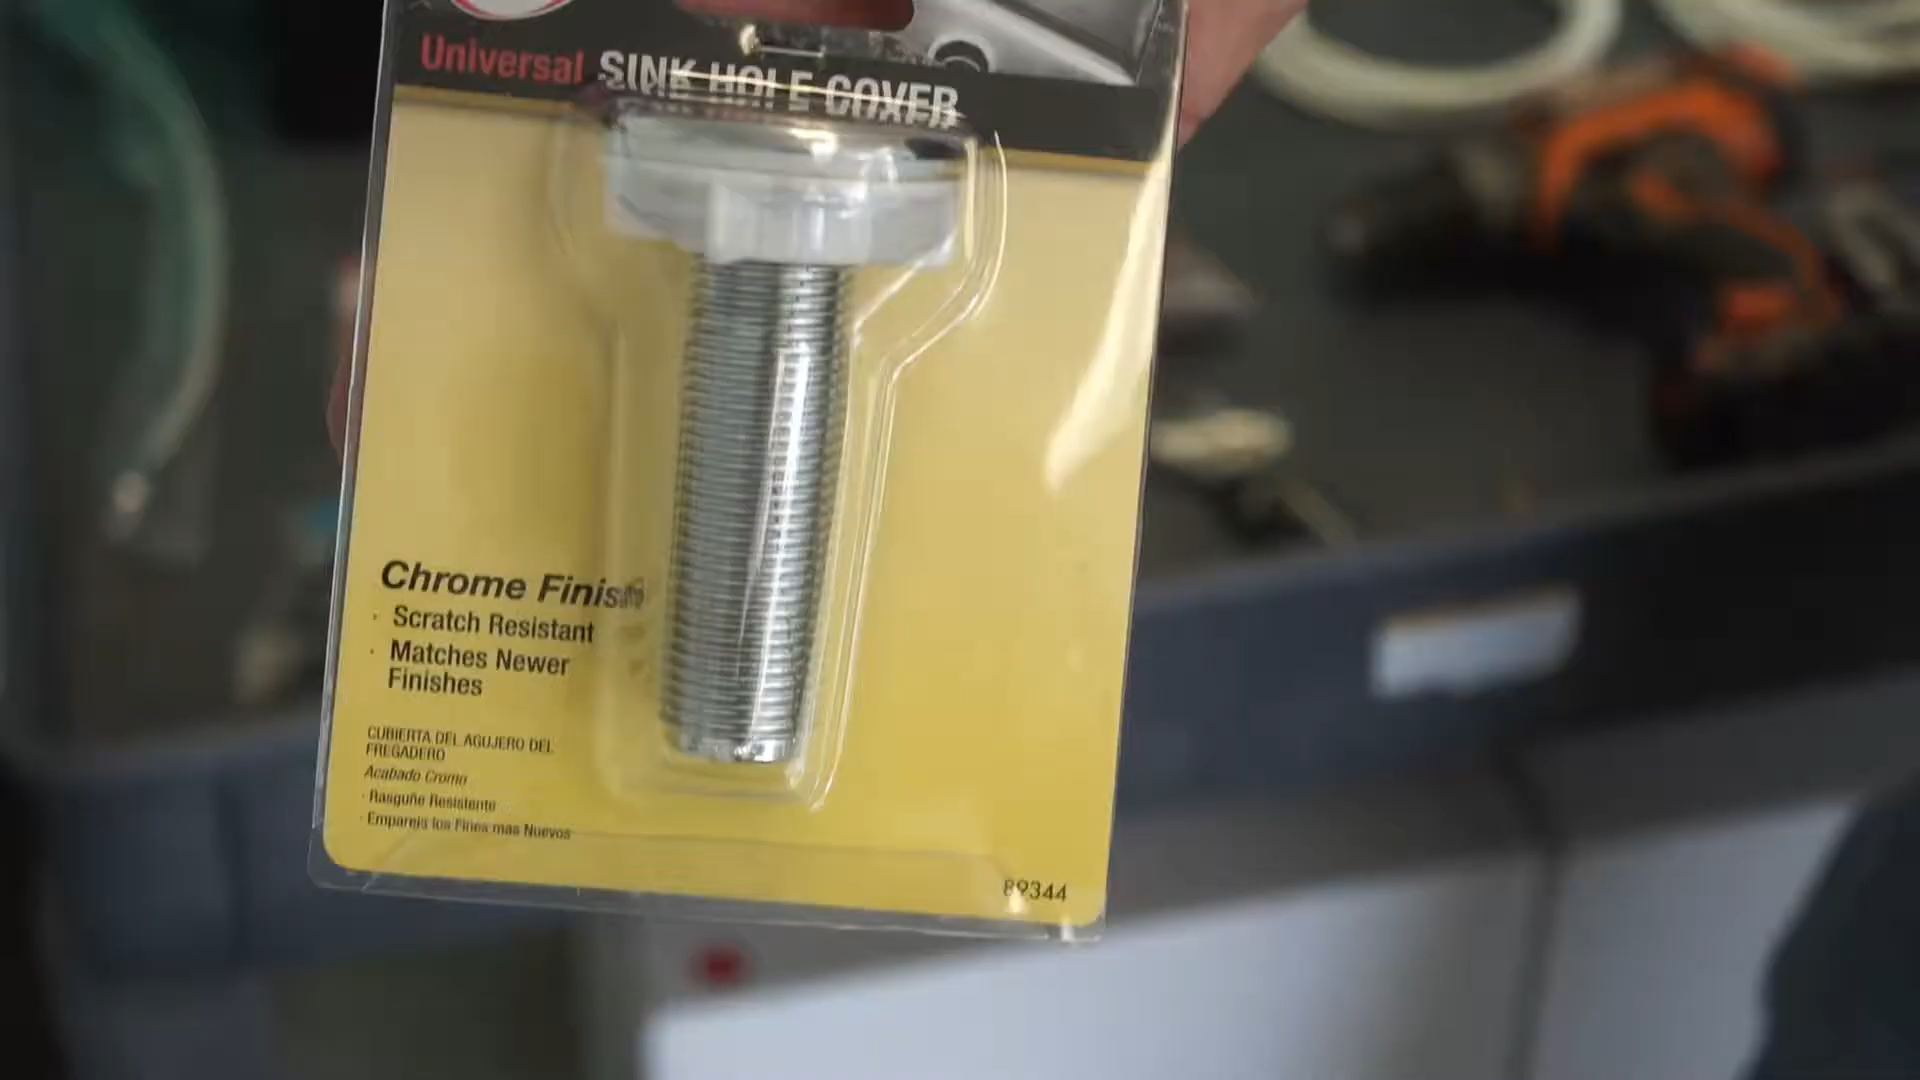 Universal SINK HOLE COVER
Chrome Finish
· Scratch Resistant
· Matches Newer
Finishes
CUBIERTA DEL AGUJERO DEL
FREGADERO
Acabado Cromo
· Rasguñe Resistente
· Empareja los Fines mas Nuevos
89344